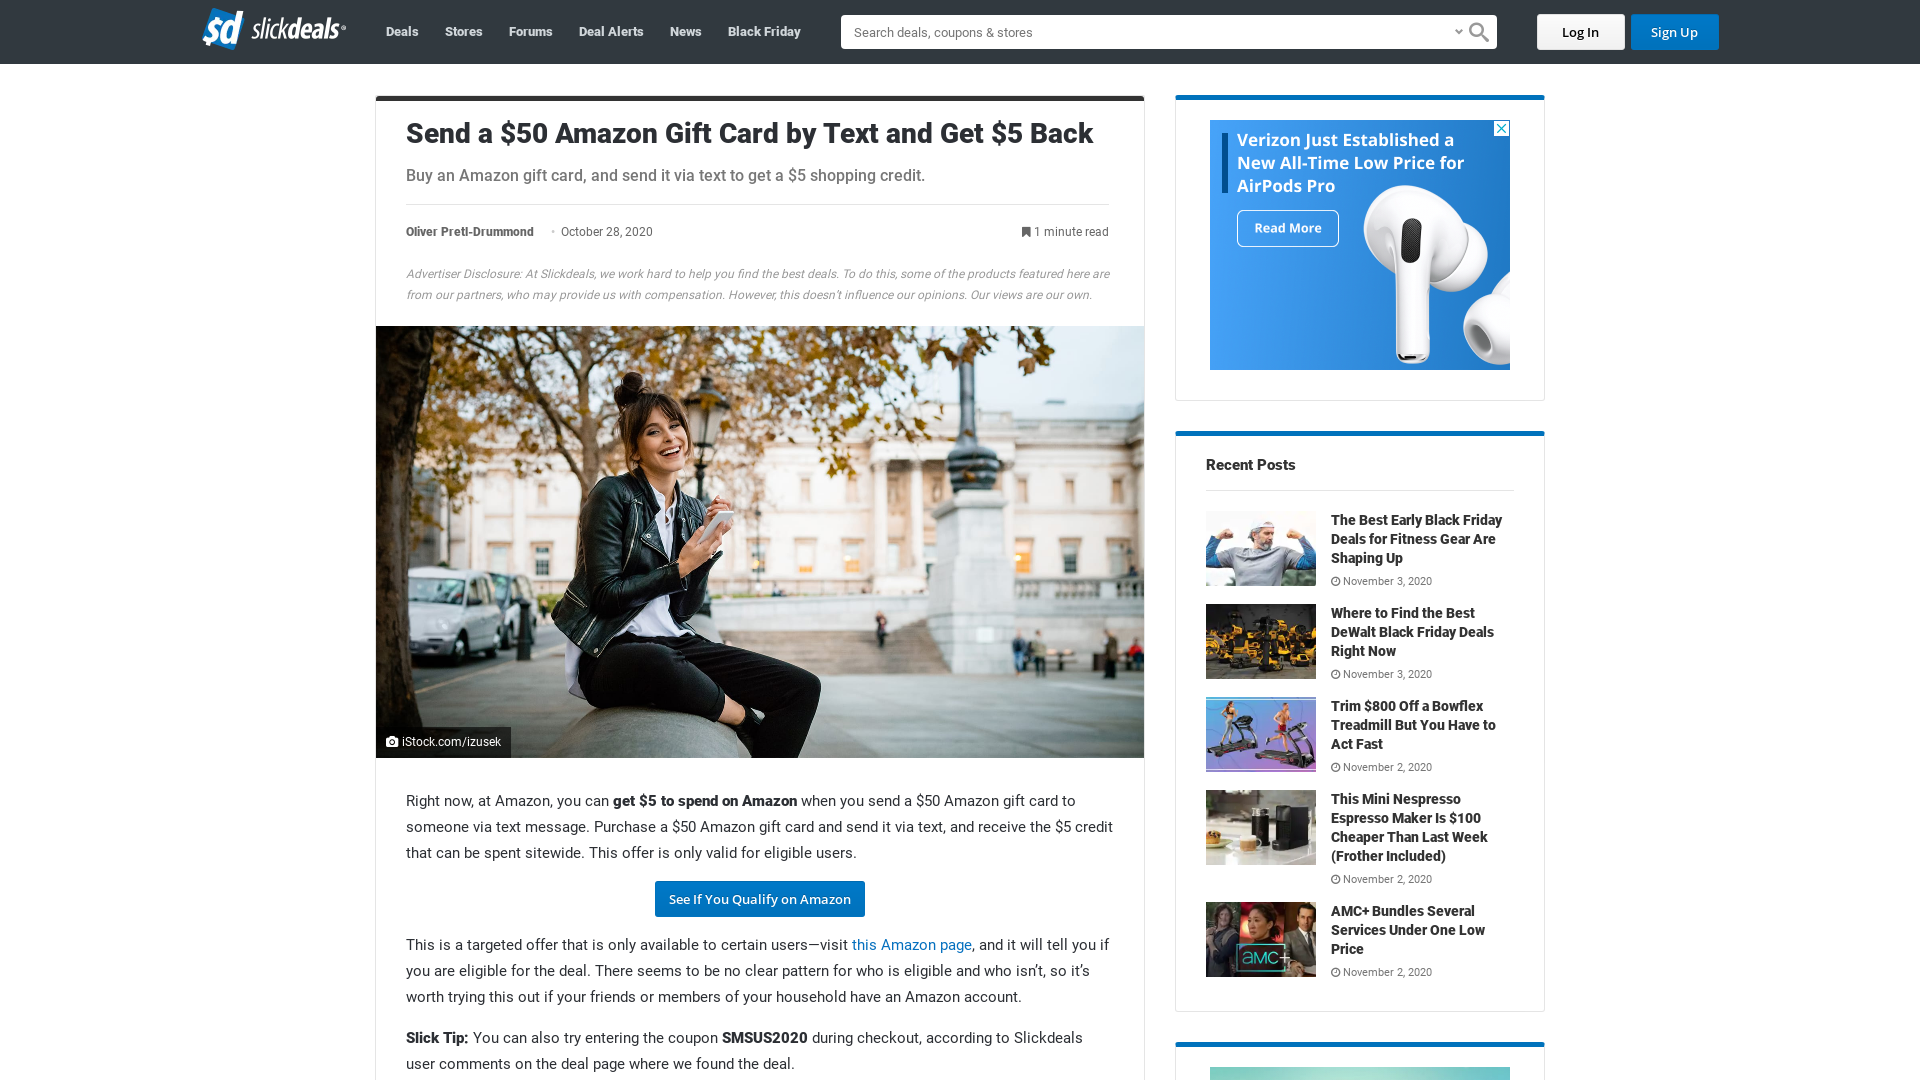 sd slickdeals
Deals
Stores
Forums
Deal Alerts
News
Black Friday
Search deals, coupons & stores
Log In
Sign Up
Send a $50 Amazon Gift Card by Text and Get $5 Back
Buy an Amazon gift card, and send it via text to get a $5 shopping credit.
Oliver Pretl-Drummond • October 28, 2020
1 minute read
Advertiser Disclosure: At Slickdeals, we work hard to help you find the best deals. To do this, some of the products featured here are
from our partners, who may provide us with compensation. However, this doesn’t influence our opinions. Our views are our own.
iStock.com/izusek
Right now, at Amazon, you can get $5 to spend on Amazon when you send a $50 Amazon gift card to
someone via text message. Purchase a $50 Amazon gift card and send it via text, and receive the $5 credit
that can be spent sitewide. This offer is only valid for eligible users.
See If You Qualify on Amazon
This is a targeted offer that is only available to certain users—visit this Amazon page, and it will tell you if
you are eligible for the deal. There seems to be no clear pattern for who is eligible and who isn’t, so it’s
worth trying this out if your friends or members of your household have an Amazon account.
Slick Tip: You can also try entering the coupon SMSUS2020 during checkout, according to Slickdeals
user comments on the deal page where we found the deal.
Verizon Just Established a
New All-Time Low Price for
AirPods Pro
Read More
Recent Posts
The Best Early Black Friday
Deals for Fitness Gear Are
Shaping Up
November 3, 2020
Where to Find the Best
DeWalt Black Friday Deals
Right Now
November 3, 2020
Trim $800 Off a Bowflex
Treadmill But You Have to
Act Fast
November 2, 2020
This Mini Nespresso
Espresso Maker Is $100
Cheaper Than Last Week
(Frother Included)
November 2, 2020
aMC+
AMC+ Bundles Several
Services Under One Low
Price
November 2, 2020